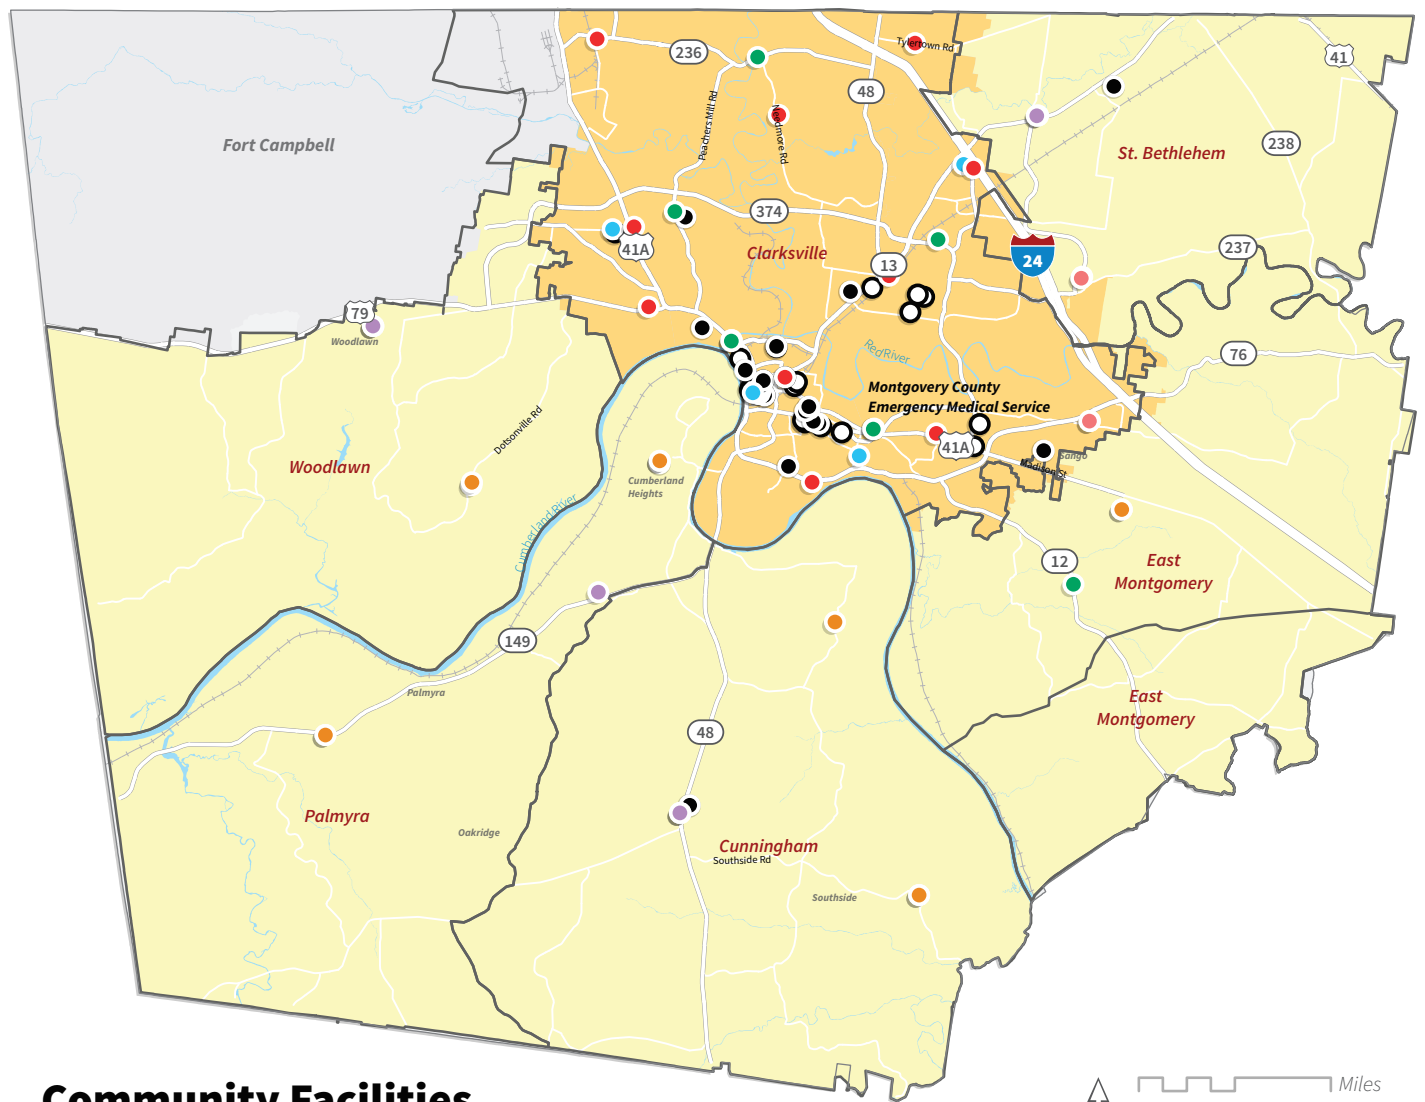 236
Tylertown Rd
41
48
Peachers Mill Rd
Needmore Rd
Fort Campbell
238
St. Bethlehem
374
41A
Clarksville
13
24
237
79
Woodlawn
Red River
76
Montgovery County
Emergency Medical Service
Dotsonville Rd
41A
Sango
Madison St
Woodlawn
Cumberland
Heights
Cumberland River
12
East
Montgomery
149
Palmyra
East
Montgomery
48
Palmyra
Oakridge
Cunningham
Southside Rd
Southside
Community Facilities
Miles